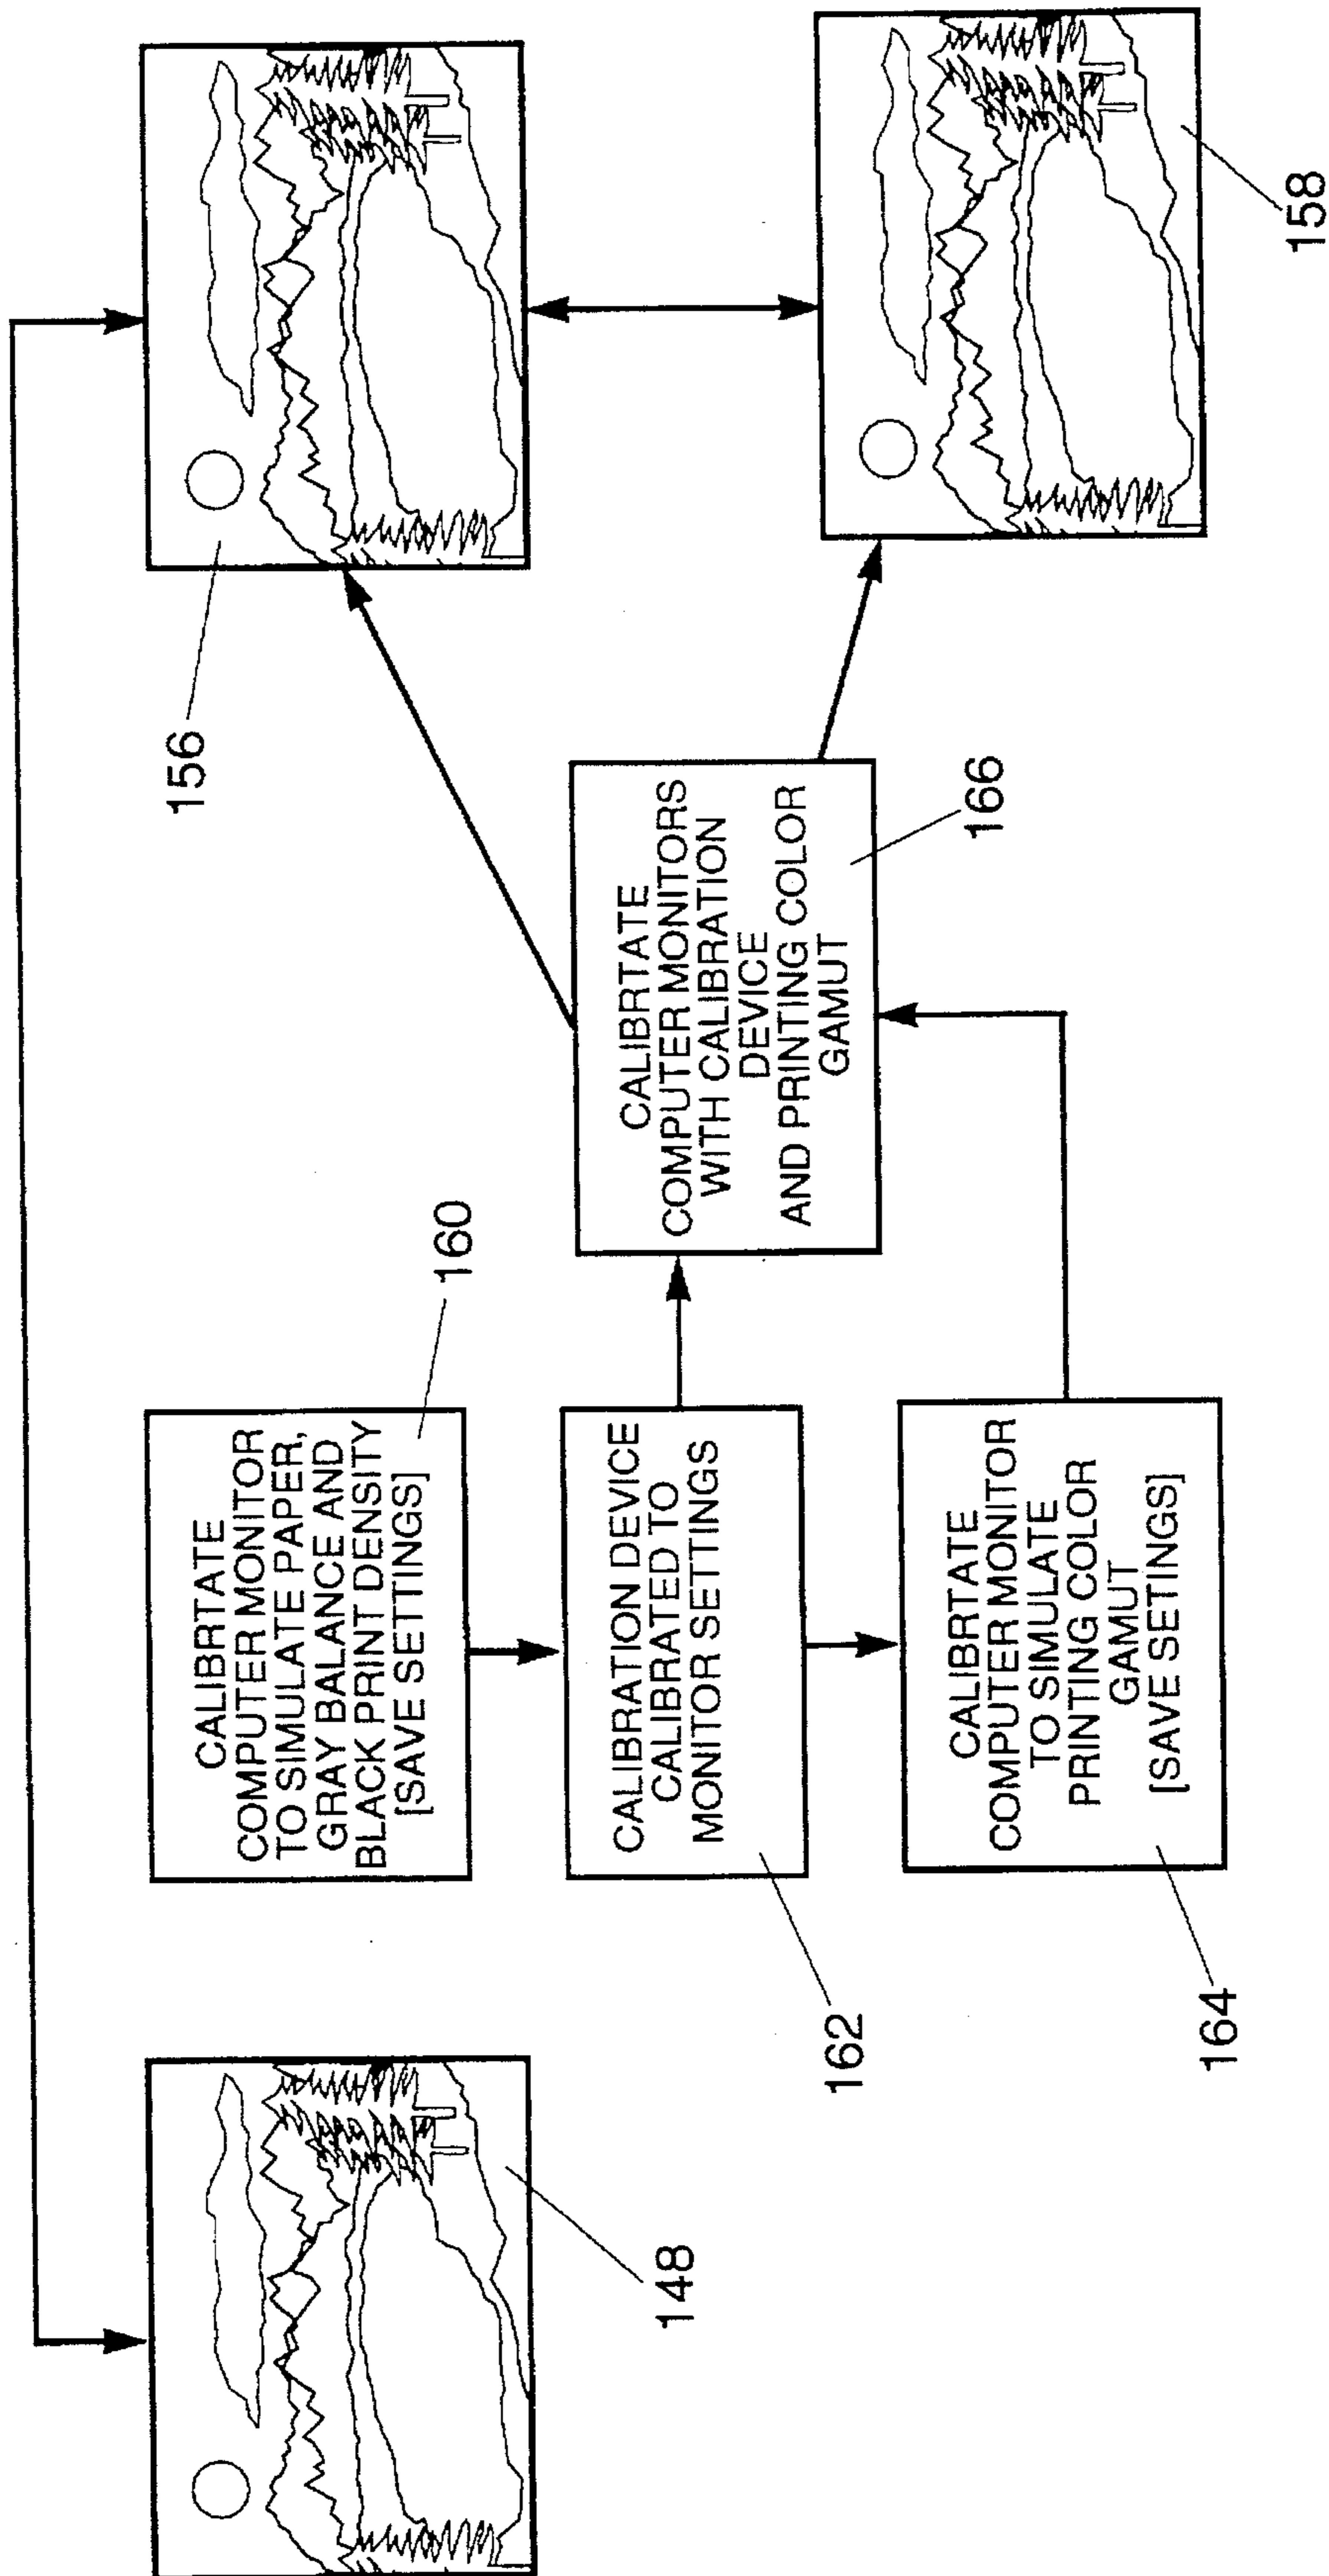 148
CALIBRTATE
COMPUTER MONITOR
TO SIMULATE PAPER,
GRAY BALANCE AND
BLACK PRINT DENSITY
[SAVE SETTINGS]
160
CALIBRATION DEVICE
CALIBRATED TO
MONITOR SETTINGS
162
CALIBRTATE
COMPUTER MONITOR
TO SIMULATE
PRINTING COLOR
GAMUT
[SAVE SETINGS]
164
CALIBRTATE
COMPUTER MONITORS
WITH CALIBRATION
DEVICE
AND PRINTING COLOR
GAMUT
166
156
158